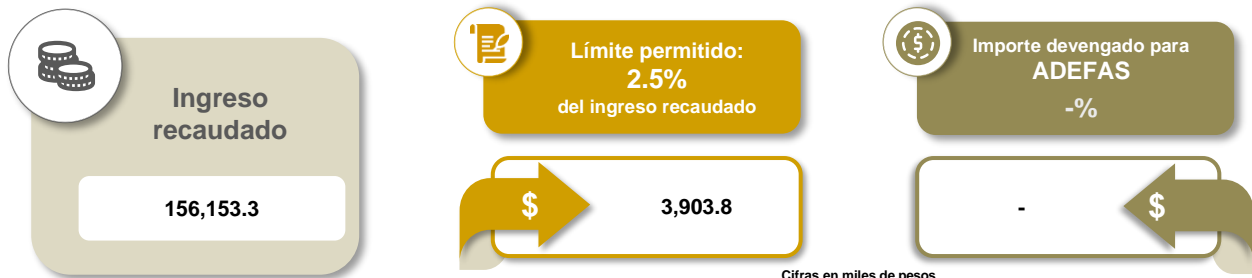 Ingreso
recaudado
156,153.3
Límite permitido:
2.5%
del ingreso recaudado
$
3,903.8
Importe devengado para
ADEFAS
-%
-
$
Cifras en miles de pesos